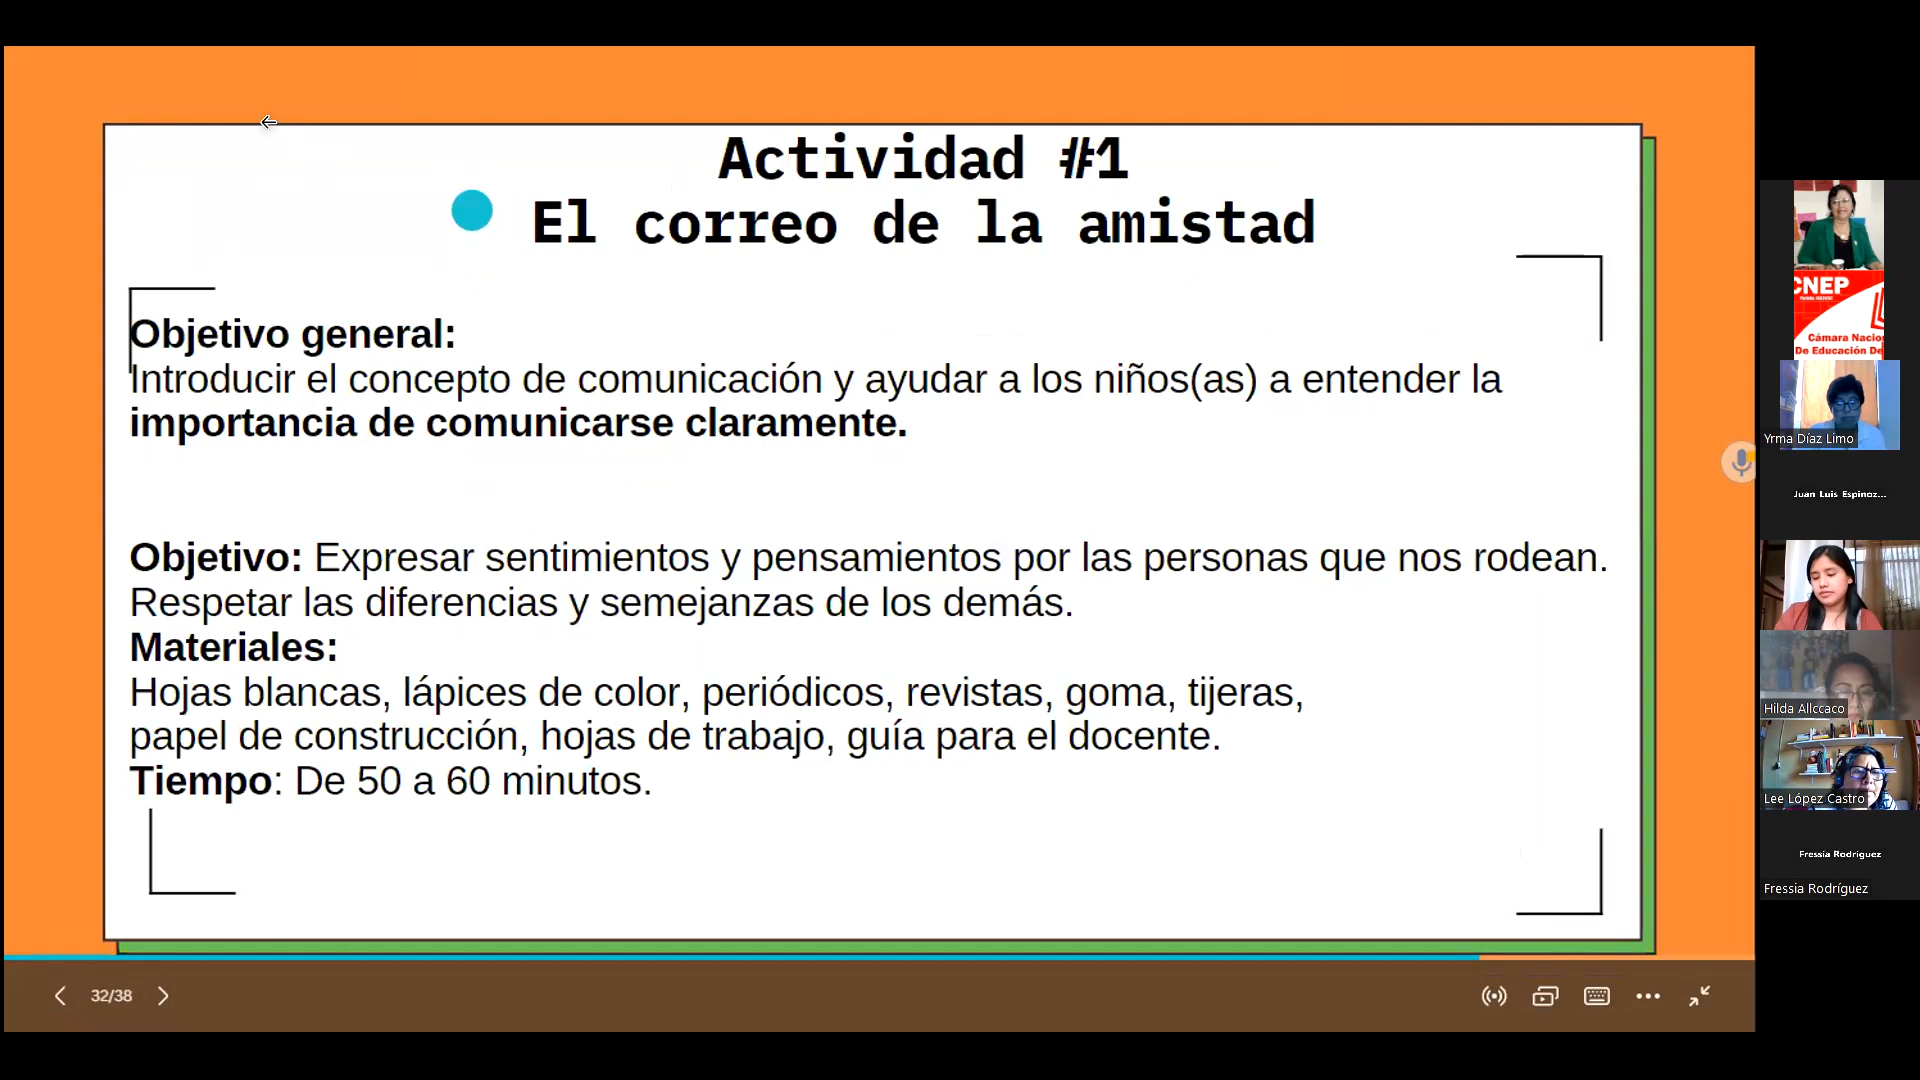 Actividad #1
El correo de la amistad
Objetivo general:
Introducir el concepto de comunicación y ayudar a los niños(as) a entender la
importancia de comunicarse claramente.
Objetivo: Expresar sentimientos y pensamientos por las personas que nos rodean.
Respetar las diferencias y semejanzas de los demás.
Materiales:
Hojas blancas, lápices de color, periódicos, revistas, goma, tijeras,
papel de construcción, hojas de trabajo, guía para el docente.
Tiempo: De 50 a 60 minutos.
32/38
CNEP
Cámara Nacio
De Educación De
Yrma Díaz Limo
Juan Luis Espinoz...
Hilda Allccaco
Lee López Castro
Fressia Rodriguez
Fressia Rodríguez